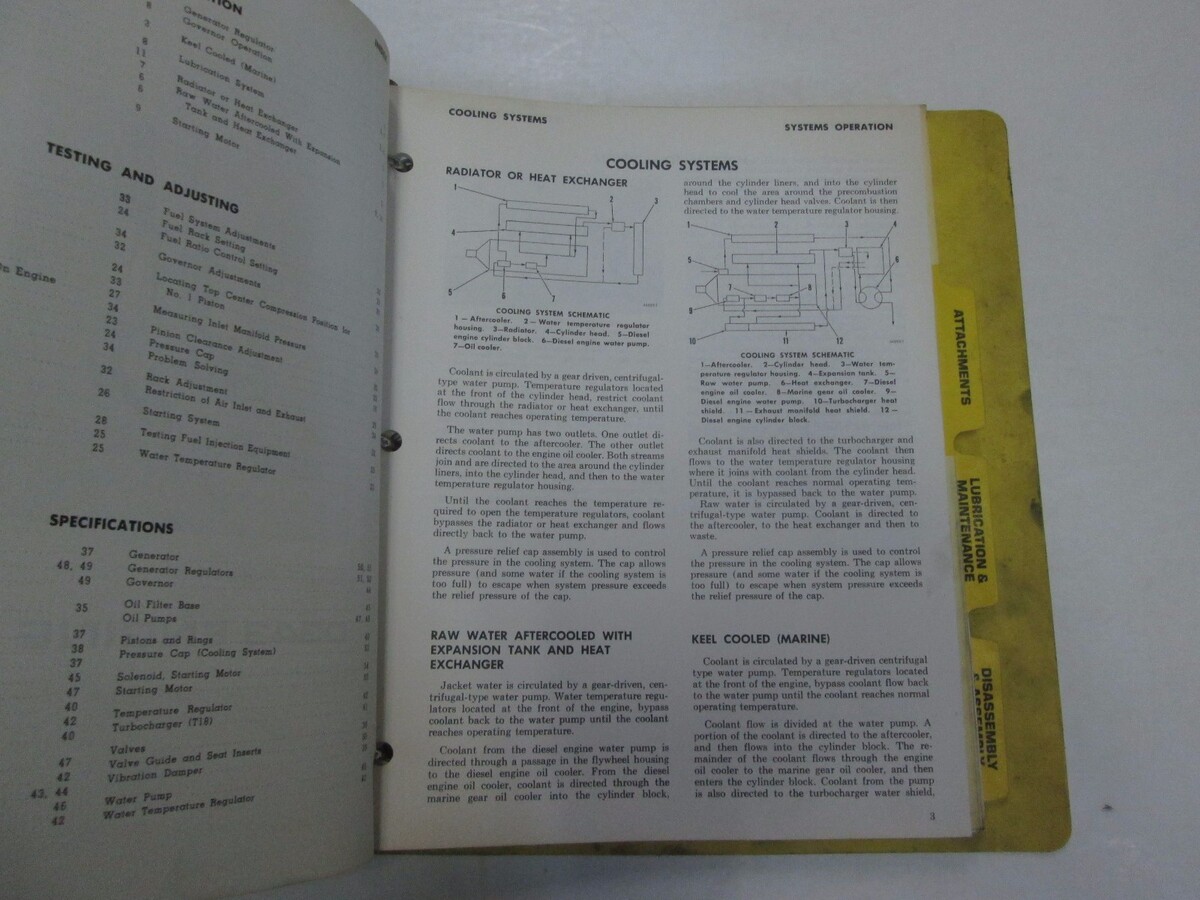 ION
8 Generator Regulator
3 Governor Operation
8 Keel Cooled (Marine)
11 Lubrication System
7
6 Radiator or Heat Exchanger
6 Raw Water Aftercooled With Expansion
Tank and Heat Exchanger
9 Starting Motor
TESTING AND ADJUSTING
33 Fuel System Adjustments
24 Fuel Rack Setting
34 Fuel Ratio Control Setting
32 Governor Adjustments
On Engine
24 Locating Top Center Compression Position for
33 No. 1 Piston
27 Measuring Inlet Manifold Pressure
34
23 Pinion Clearance Adjustment
24 Pressure Cap
34 Problem Solving
32 Rack Adjustment
26 Restriction of Air Inlet and Exhaust
28 Starting System
25 Testing Fuel Injection Equipment
25 Water Temperature Regulator
SPECIFICATIONS
37 Generator
48, 49 Generator Regulators
49 Governor
35 Oil Filter Base
Oil Pumps
37 Pistons and Rings
38 Pressure Cap (Cooling System)
37
45 Solenoid, Starting Motor
47 Starting Motor
40 Temperature Regulator
42 Turbocharger (T18)
40
Valves
47 Valve Guide and Seat Inserts
42 Vibration Damper
43, 44
46 Water Pump
42 Water Temperature Regulator
COOLING SYSTEMS
SYSTEMS OPERATION
COOLING SYSTEMS
RADIATOR OR HEAT EXCHANGER
1
2
3
4
5
6
7
COOLING SYSTEM SCHEMATIC
1 — Aftercooler. 2 — Water temperature regulator
housing. 3—Radiator. 4—Cylinder head. 5—Diesel
engine cylinder block. 6—Diesel engine water pump.
7—Oil cooler.
Coolant is circulated by a gear driven, centrifugal-
type water pump. Temperature regulators located
at the front of the cylinder head, restrict coolant
flow through the radiator or heat exchanger, until
the coolant reaches operating temperature.
The water pump has two outlets. One outlet di-
rects coolant to the aftercooler. The other outlet
directs coolant to the engine oil cooler. Both streams
join and are directed to the area around the cylinder
liners, into the cylinder head, and then to the water
temperature regulator housing.
Until the coolant reaches the temperature re-
quired to open the temperature regulators, coolant
bypasses the radiator or heat exchanger and flows
directly back to the water pump.
A pressure relief cap assembly is used to control
the pressure in the cooling system. The cap allows
pressure (and some water if the cooling system is
too full) to escape when system pressure exceeds
the relief pressure of the cap.
RAW WATER AFTERCOOLED WITH
EXPANSION TANK AND HEAT
EXCHANGER
Jacket water is circulated by a gear-driven, cen-
trifugal-type water pump. Water temperature regu-
lators located at the front of the engine, bypass
coolant back to the water pump until the coolant
reaches operating temperature.
Coolant from the diesel engine water pump is
directed through a passage in the flywheel housing
to the diesel engine oil cooler. From the diesel
engine oil cooler, coolant is directed through the
marine gear oil cooler into the cylinder block,
around the cylinder liners, and into the cylinder
head to cool the area around the precombustion
chambers and cylinder head valves. Coolant is then
directed to the water temperature regulator housing.
1
2
3
4
5
6
7
8
9
10
11
12
COOLING SYSTEM SCHEMATIC
1—Aftercooler. 2—Cylinder head. 3—Water tem-
perature regulator housing. 4—Expansion tank. 5—
Raw water pump. 6—Heat exchanger. 7—Diesel
engine oil cooler. 8—Marine gear oil cooler. 9—
Diesel engine water pump. 10—Turbocharger heat
shield. 11—Exhaust manifold heat shield. 12—
Diesel engine cylinder block.
Coolant is also directed to the turbocharger and
exhaust manifold heat shields. The coolant then
flows to the water temperature regulator housing
where it joins with coolant from the cylinder head.
Until the coolant reaches normal operating tem-
perature, it is bypassed back to the water pump.
Raw water is circulated by a gear-driven, cen-
trifugal-type water pump. Coolant is directed to
the aftercooler, to the heat exchanger and then to
waste.
A pressure relief cap assembly is used to control
the pressure in the cooling system. The cap allows
pressure (and some water if the cooling system is
too full) to escape when system pressure exceeds
the relief pressure of the cap.
KEEL COOLED (MARINE)
Coolant is circulated by a gear-driven centrifugal
type water pump. Temperature regulators located
at the front of the engine, bypass coolant flow back
to the water pump until the coolant reaches normal
operating temperature.
Coolant flow is divided at the water pump. A
portion of the coolant is directed to the aftercooler,
and then flows into the cylinder block. The re-
mainder of the coolant flows through the engine
oil cooler to the marine gear oil cooler, and then
enters the cylinder block. Coolant from the pump
is also directed to the turbocharger water shield,
3
ATTACHMENTS
LUBRICATION &
MAINTENANCE
DISASSEMBLY
& ASSEMBLY